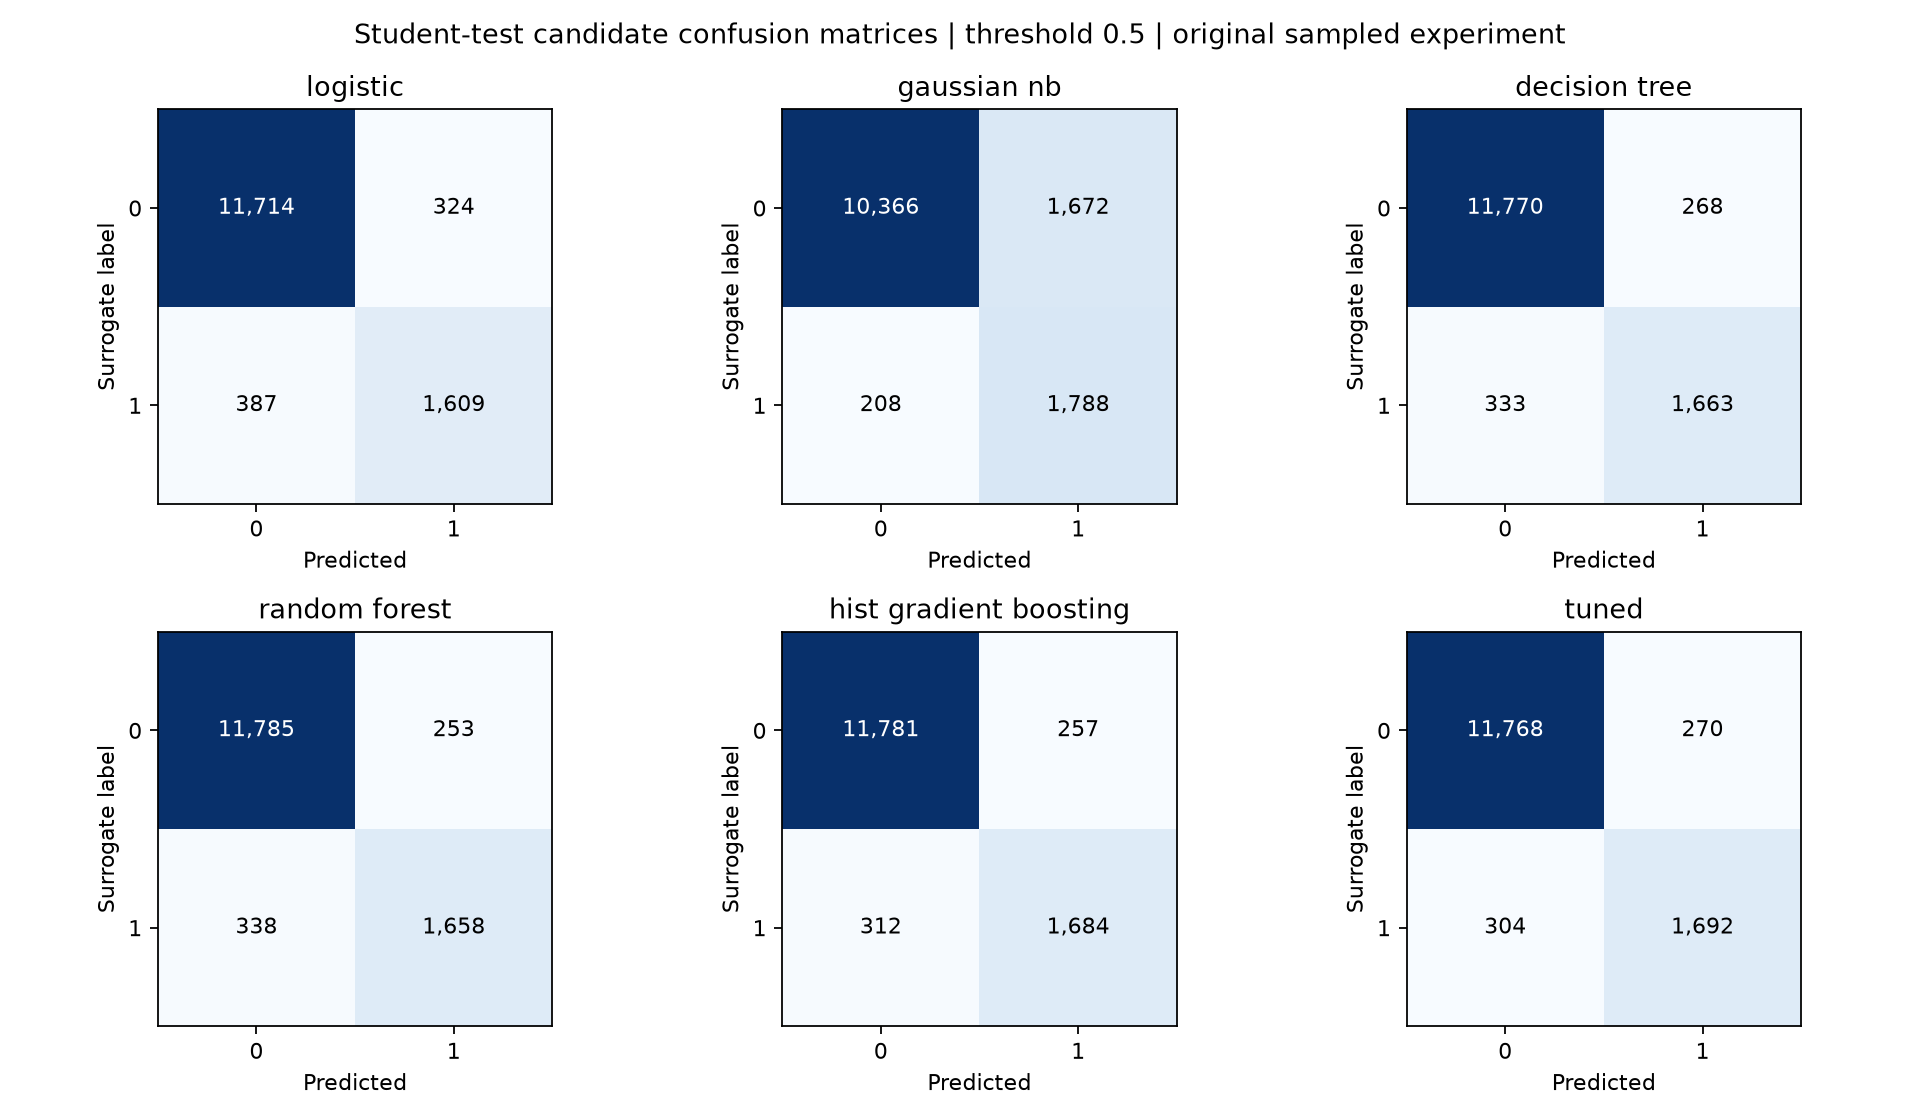 Student-test candidate confusion matrices | threshold 0.5 | original sampled experiment
logistic
Surrogate label
0
11,714
324
1
387
1,609
0
1
Predicted
gaussian nb
Surrogate label
0
10,366
1,672
1
208
1,788
0
1
Predicted
decision tree
Surrogate label
0
11,770
268
1
333
1,663
0
1
Predicted
random forest
Surrogate label
0
11,785
253
1
338
1,658
0
1
Predicted
hist gradient boosting
Surrogate label
0
11,781
257
1
312
1,684
0
1
Predicted
tuned
Surrogate label
0
11,768
270
1
304
1,692
0
1
Predicted